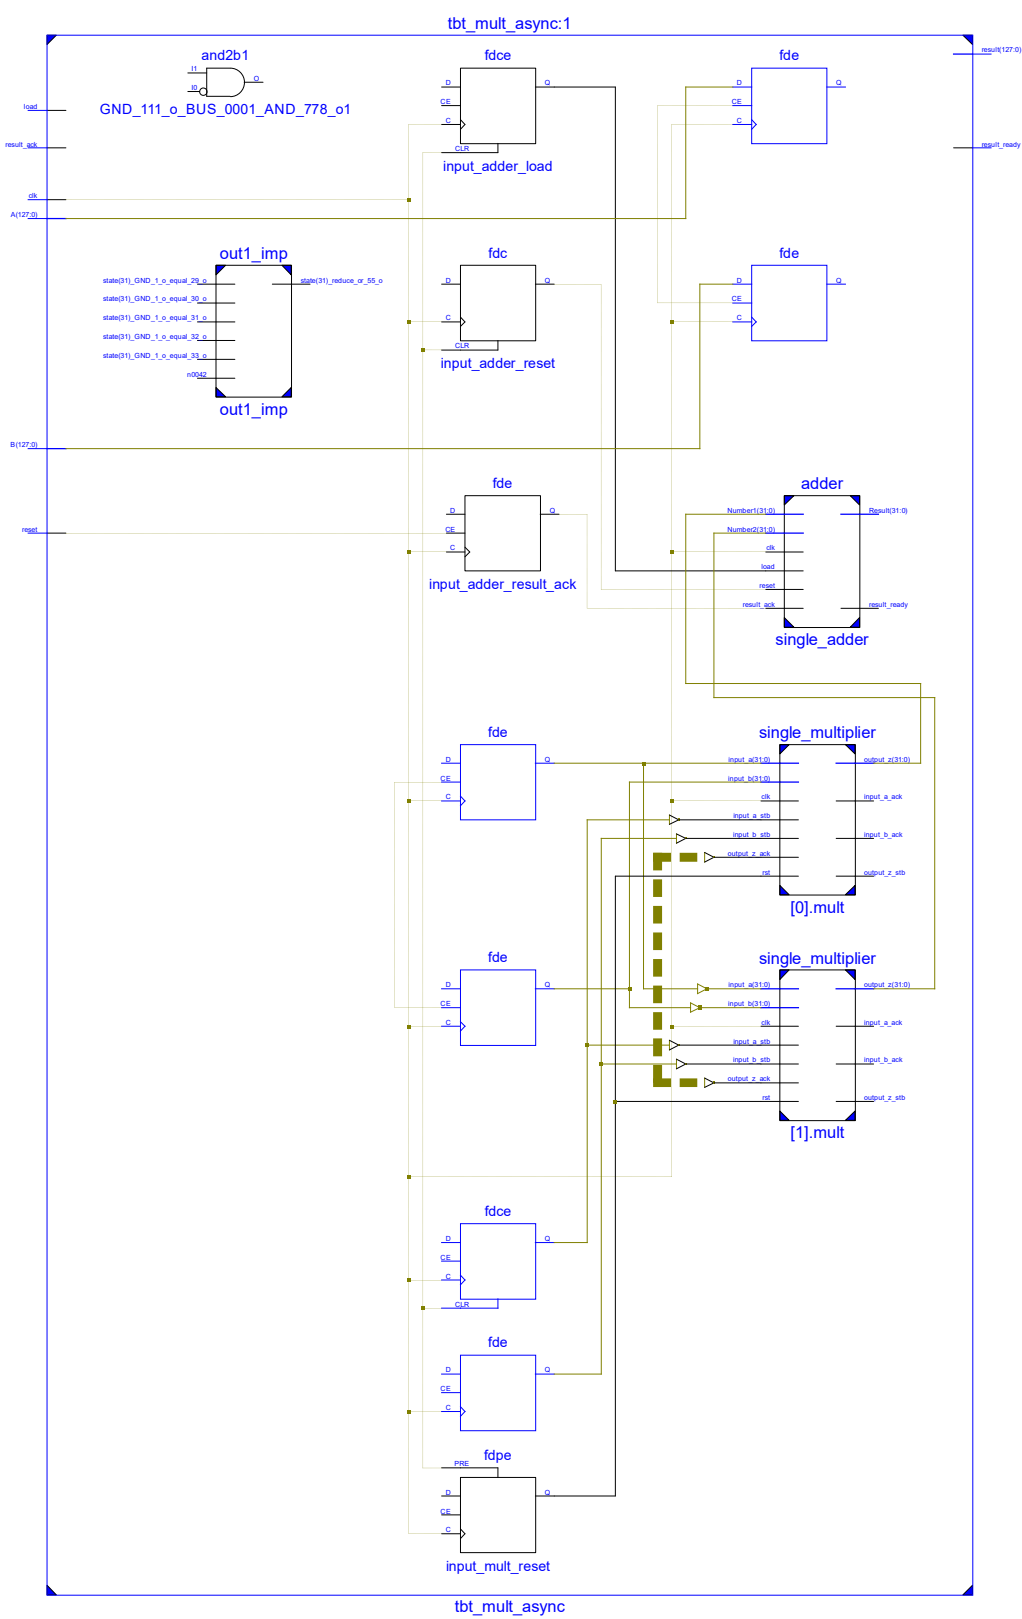 tbt_mult_async:1
and2b1
I1
I0
O
GND_111_o_BUS_0001_AND_778_o1
fdce
D
CE
C
CLR
Q
input_adder_load
fde
D
CE
C
Q
result(127:0)
load
result_ack
result_ready
clk
A(127:0)
out1_imp
state(31)_GND_1_o_equal_29_o
state(31)_GND_1_o_equal_30_o
state(31)_GND_1_o_equal_31_o
state(31)_GND_1_o_equal_32_o
state(31)_GND_1_o_equal_33_o
n0042
state(31)_reduce_or_55_o
out1_imp
fdc
D
C
CLR
Q
input_adder_reset
fde
D
CE
C
Q
B(127:0)
reset
fde
D
CE
C
Q
input_adder_result_ack
adder
Number1(31:0)
Number2(31:0)
clk
load
reset
result_ack
Result(31:0)
result_ready
single_adder
fde
D
CE
C
Q
single_multiplier
input_a(31:0)
input_b(31:0)
clk
input_a_stb
input_b_stb
output_z_ack
rst
output_z(31:0)
input_a_ack
input_b_ack
output_z_stb
[0].mult
fde
D
CE
C
Q
single_multiplier
input_a(31:0)
input_b(31:0)
clk
input_a_stb
input_b_stb
output_z_ack
rst
output_z(31:0)
input_a_ack
input_b_ack
output_z_stb
[1].mult
fdce
D
CE
C
CLR
Q
fde
D
CE
C
Q
fdpe
PRE
D
CE
C
Q
input_mult_reset
tbt_mult_async